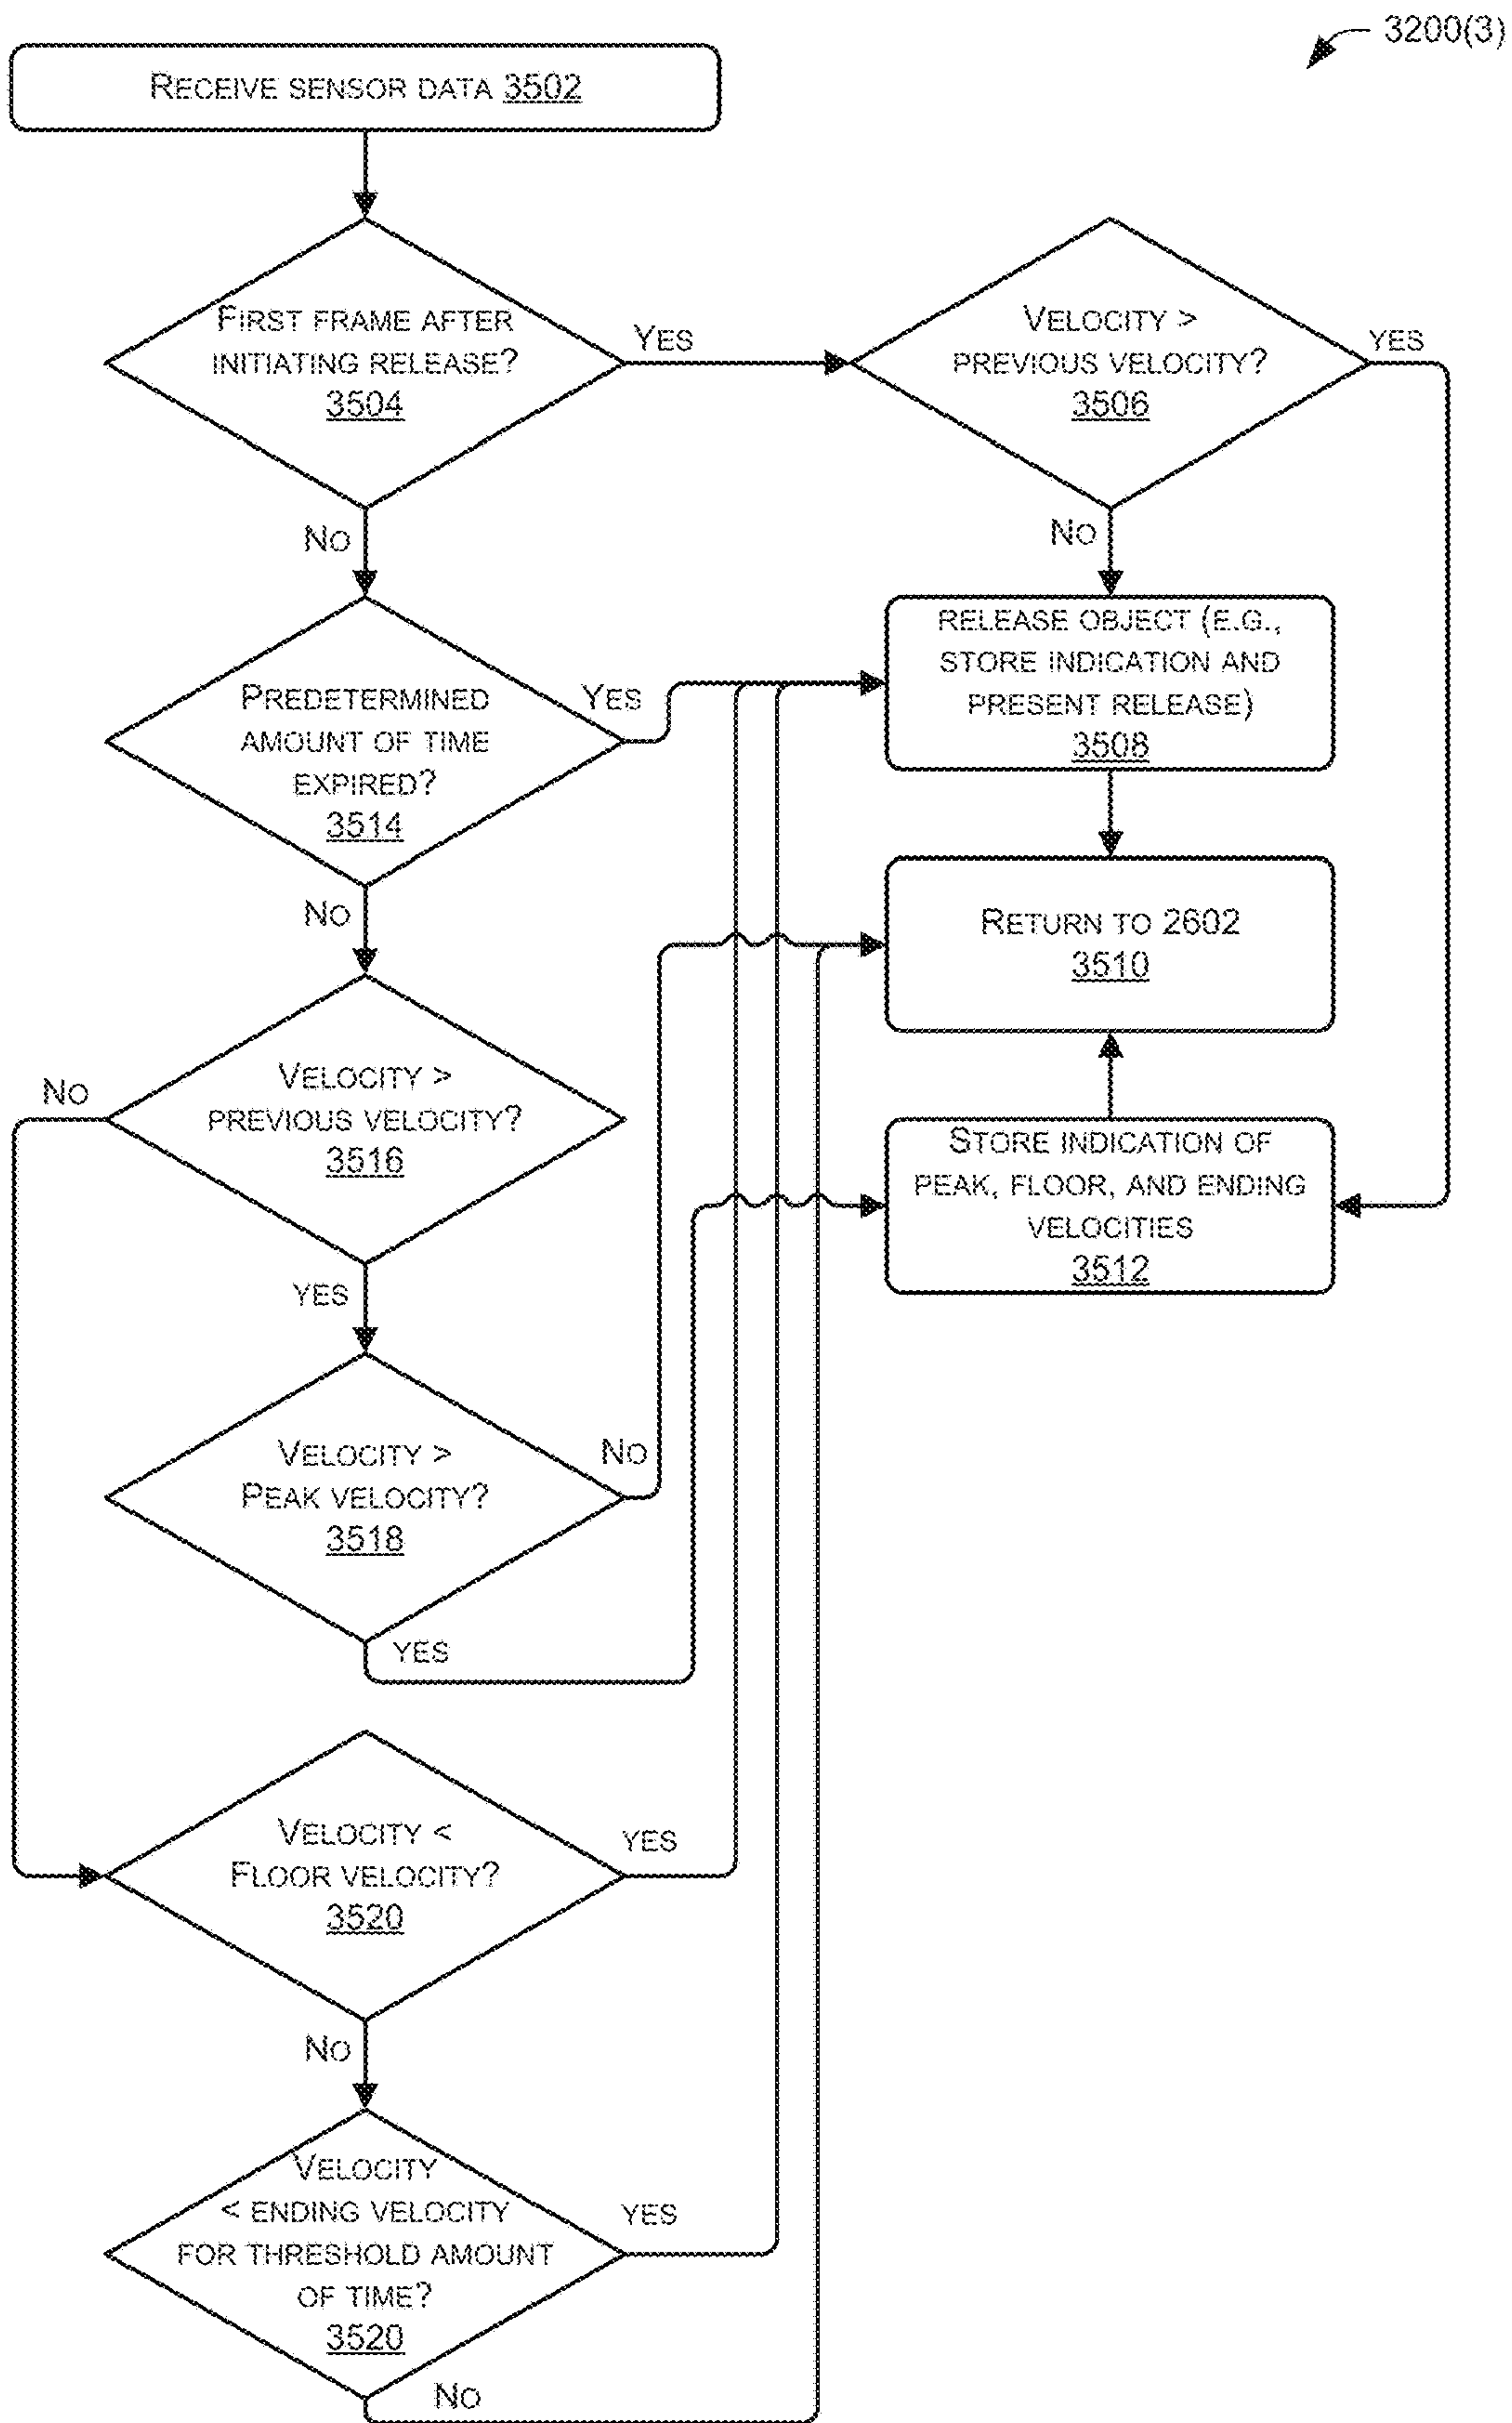 3200(3)
RECEIVE SENSOR DATA 3502
FIRST FRAME AFTER
INITIATING RELEASE?
3504
YES
NO
VELOCITY >
PREVIOUS VELOCITY?
3506
YES
NO
RELEASE OBJECT (E.G.,
STORE INDICATION AND
PRESENT RELEASE)
3508
PREDETERMINED
AMOUNT OF TIME
EXPIRED?
3514
YES
NO
RETURN TO 2602
3510
VELOCITY >
PREVIOUS VELOCITY?
3516
NO
YES
STORE INDICATION OF
PEAK, FLOOR, AND ENDING
VELOCITIES
3512
VELOCITY >
PEAK VELOCITY?
3518
NO
YES
VELOCITY <
FLOOR VELOCITY?
3520
YES
NO
VELOCITY
< ENDING VELOCITY
FOR THRESHOLD AMOUNT
OF TIME?
3520
YES
NO